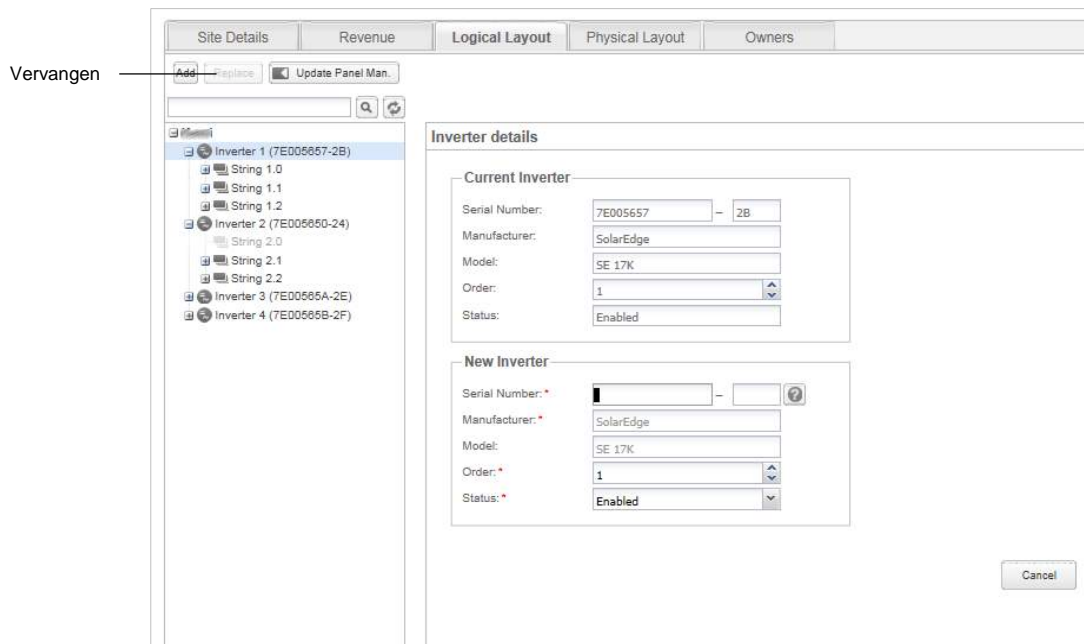 Site Details
Revenue
Logical Layout
Physical Layout
Owners
Vervangen
Add
Replace
Update Panel Man.
Inverter 1 (7E005657-2B)
String 1.0
String 1.1
String 1.2
Inverter 2 (7E005650-24)
String 2.0
String 2.1
String 2.2
Inverter 3 (7E00565A-2E)
Inverter 4 (7E00565B-2F)
Inverter details
Current Inverter
Serial Number: 7E005657 – 2B
Manufacturer: SolarEdge
Model: SE 17K
Order: 1
Status: Enabled
New Inverter
Serial Number: * –
Manufacturer: * SolarEdge
Model: SE 17K
Order: * 1
Status: * Enabled
Cancel